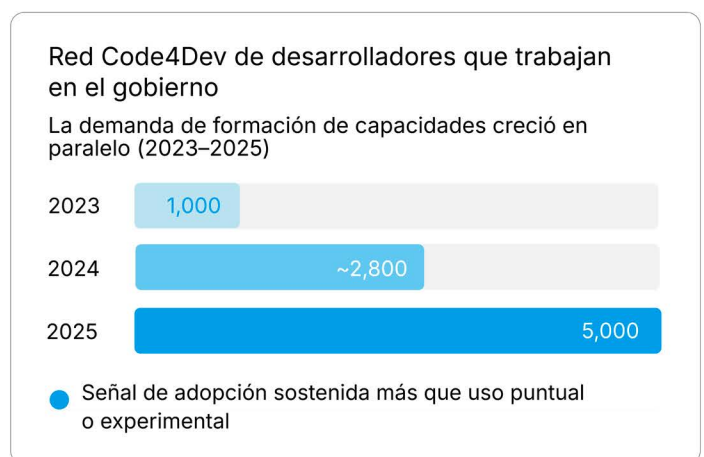 Red Code4Dev de desarrolladores que trabajan
en el gobierno
La demanda de formación de capacidades creció en
paralelo (2023–2025)
2023 1,000
2024 ~2,800
2025 5,000
Señal de adopción sostenida más que uso puntual
o experimental